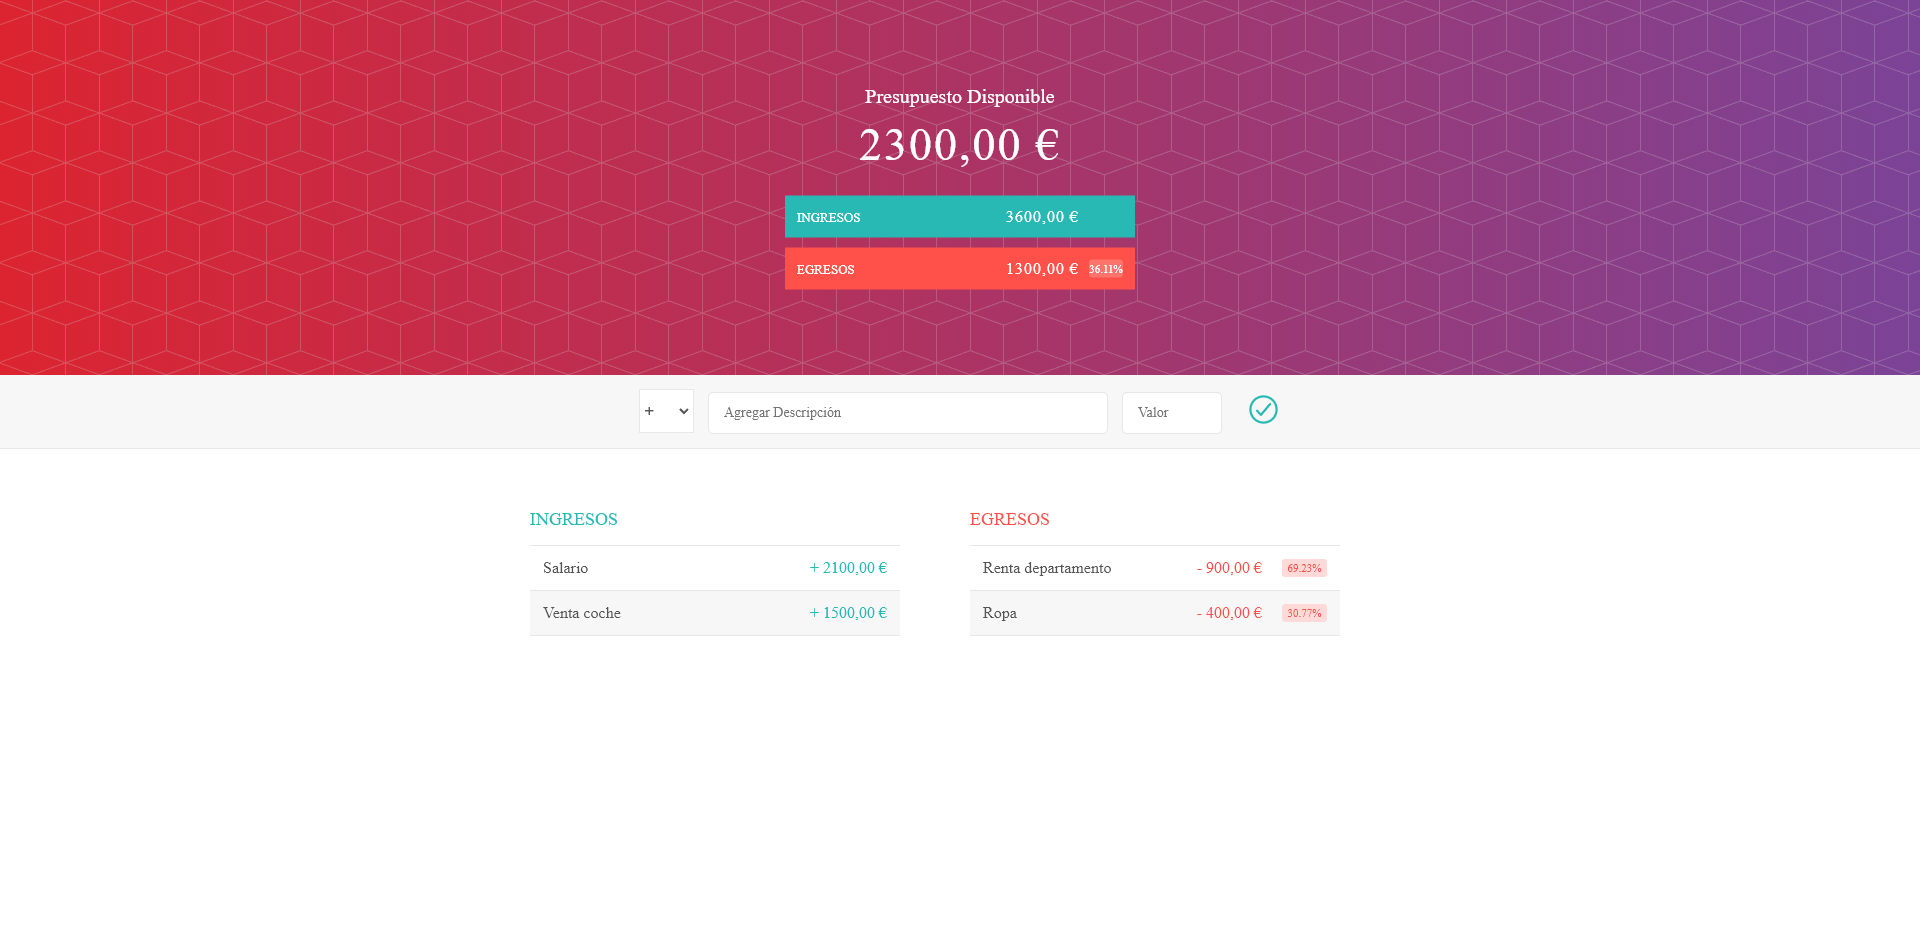 Presupuesto Disponible
2300,00 €
INGRESOS 3600,00 €
EGRESOS 1300,00 € 36.11%
+ Agregar Descripción Valor
INGRESOS
Salario + 2100,00 €
Venta coche + 1500,00 €
EGRESOS
Renta departamento - 900,00 € 69.23%
Ropa - 400,00 € 30.77%